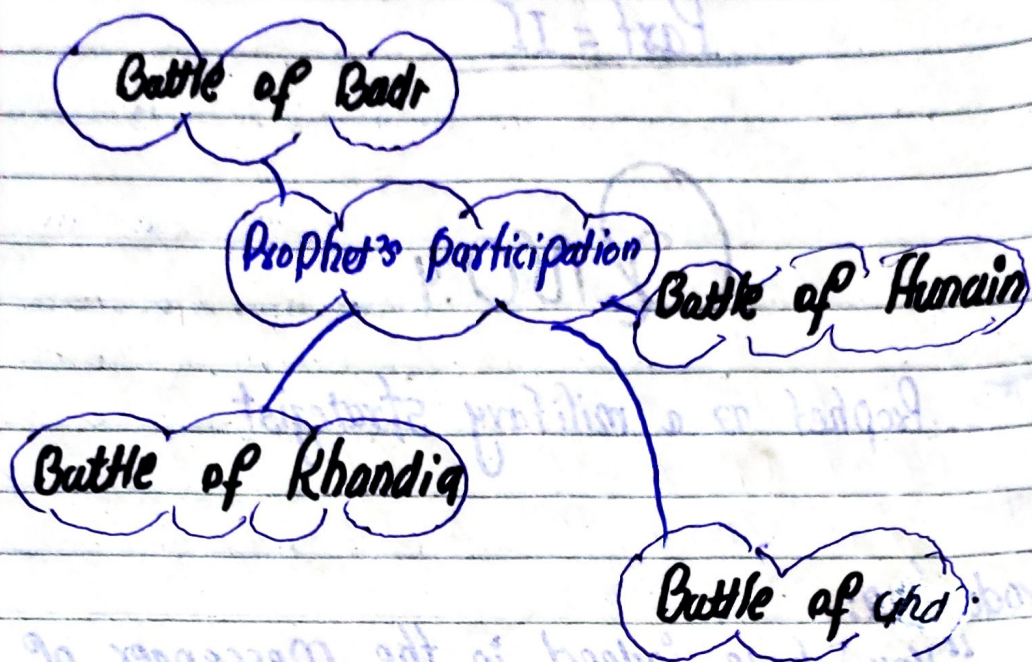 Battle of Badr
Prophet's participation
Battle of Hunain
Battle of Khandiq
Battle of Uhd.